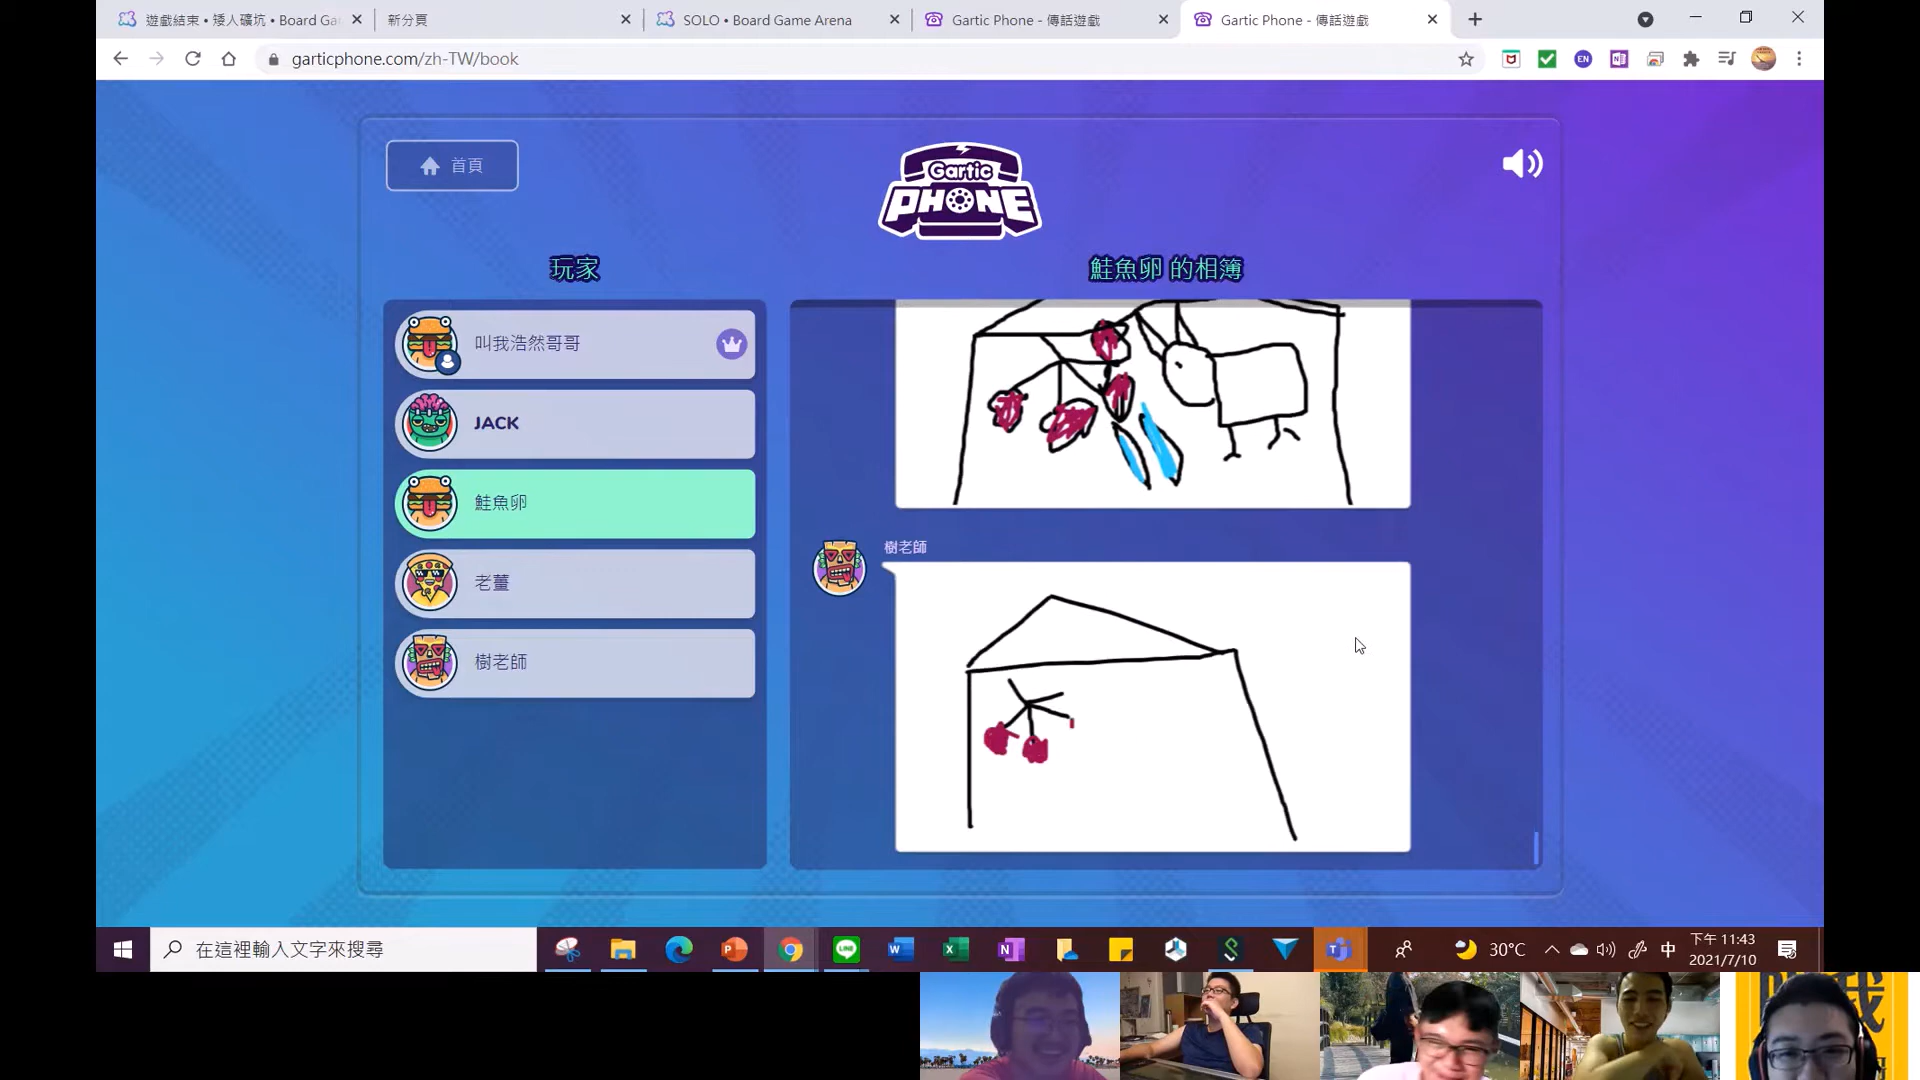 遊戲結束 • 矮人礦坑 • Board Ga
新分頁
SOLO • Board Game Arena
Gartic Phone - 傳話遊戲
Gartic Phone - 傳話遊戲
garticphone.com/zh-TW/book
EN
首頁
Gartic
PHONE
玩家
鮭魚卵 的相簿
叫我浩然哥哥
JACK
鮭魚卵
老薑
樹老師
樹老師
在這裡輸入文字來搜尋
30°C
中
下午 11:43
2021/7/10